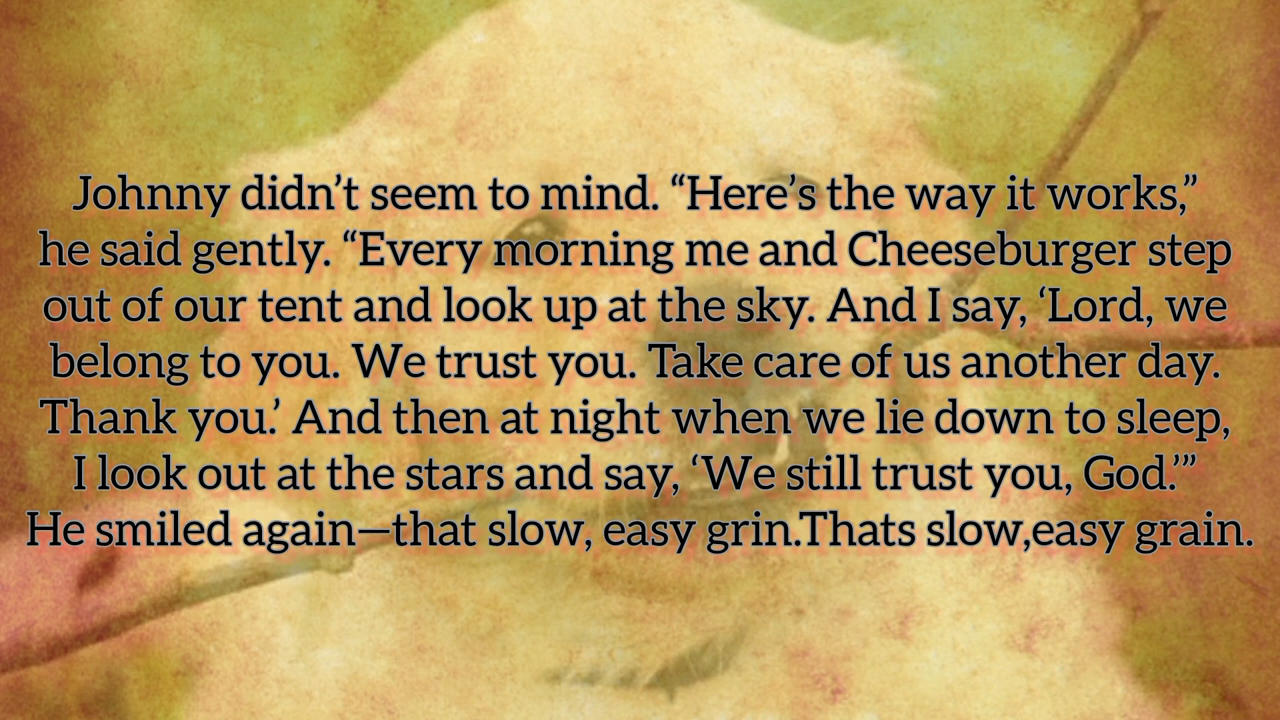 Johnny didn’t seem to mind. “Here’s the way it works,”
he said gently. “Every morning me and Cheeseburger step
out of our tent and look up at the sky. And I say, ‘Lord, we
belong to you. We trust you. Take care of us another day.
Thank you.’ And then at night when we lie down to sleep,
I look out at the stars and say, ‘We still trust you, God.’”
He smiled again—that slow, easy grin.Thats slow,easy grain.